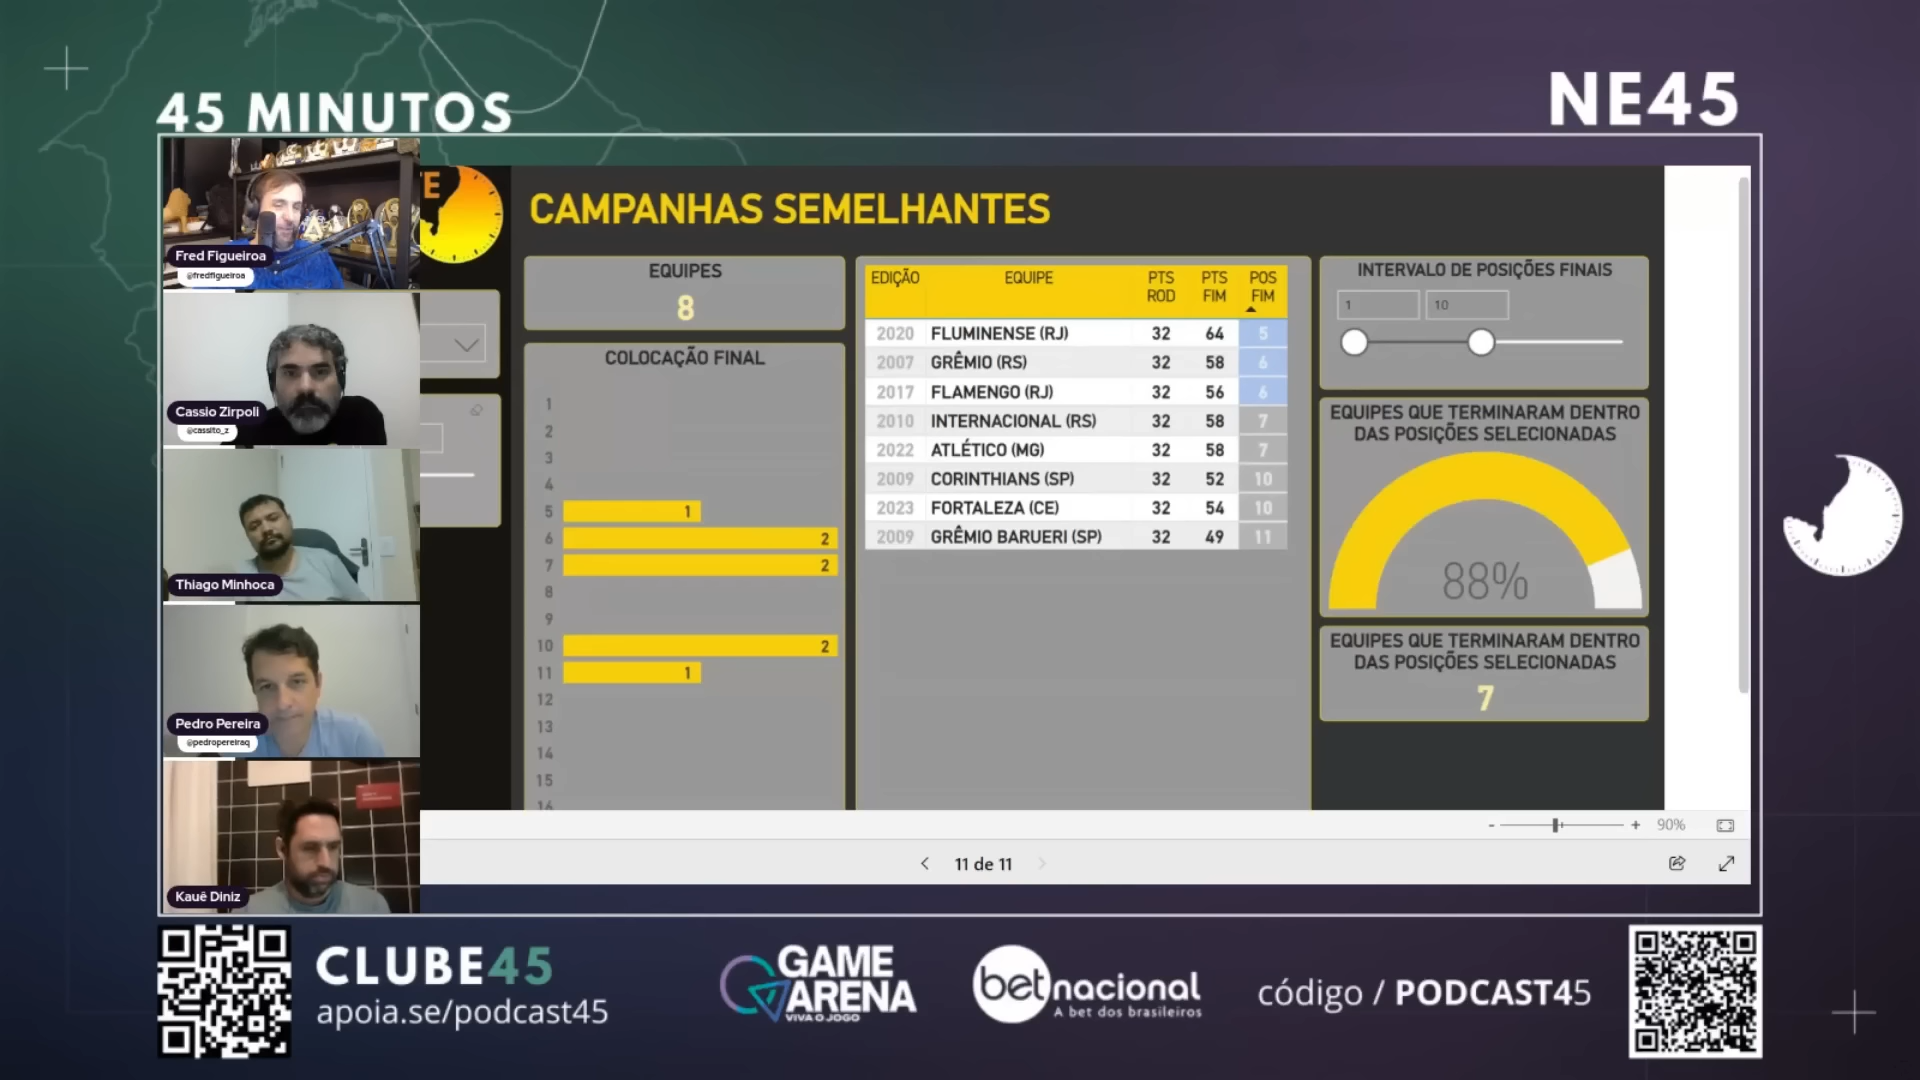 45 MINUTOS
NE45
Fred Figueiroa
@fredfigueiroa
Cassio Zirpoli
@cassito_z
Thiago Minhoca
Pedro Pereira
@pedropereiraq
Kauê Diniz
TE
CAMPANHAS SEMELHANTES
EQUIPES
8
COLOCAÇÃO FINAL
1
2
3
4
5 1
6 2
7 2
8
9
10 2
11 1
12
13
14
15
16
EDIÇÃO EQUIPE PTS ROD PTS FIM POS FIM
2020 FLUMINENSE (RJ) 32 64 5
2007 GRÊMIO (RS) 32 58 6
2017 FLAMENGO (RJ) 32 56 6
2010 INTERNACIONAL (RS) 32 58 7
2022 ATLÉTICO (MG) 32 58 7
2009 CORINTHIANS (SP) 32 52 10
2023 FORTALEZA (CE) 32 54 10
2009 GRÊMIO BARUERI (SP) 32 49 11
INTERVALO DE POSIÇÕES FINAIS
1 10
EQUIPES QUE TERMINARAM DENTRO
DAS POSIÇÕES SELECIONADAS
88%
EQUIPES QUE TERMINARAM DENTRO
DAS POSIÇÕES SELECIONADAS
7
- + 90%
< 11 de 11 >
CLUBE45
apoia.se/podcast45
GAME
ARENA
VIVA O JOGO
betnacional
A bet dos brasileiros
código / PODCAST45